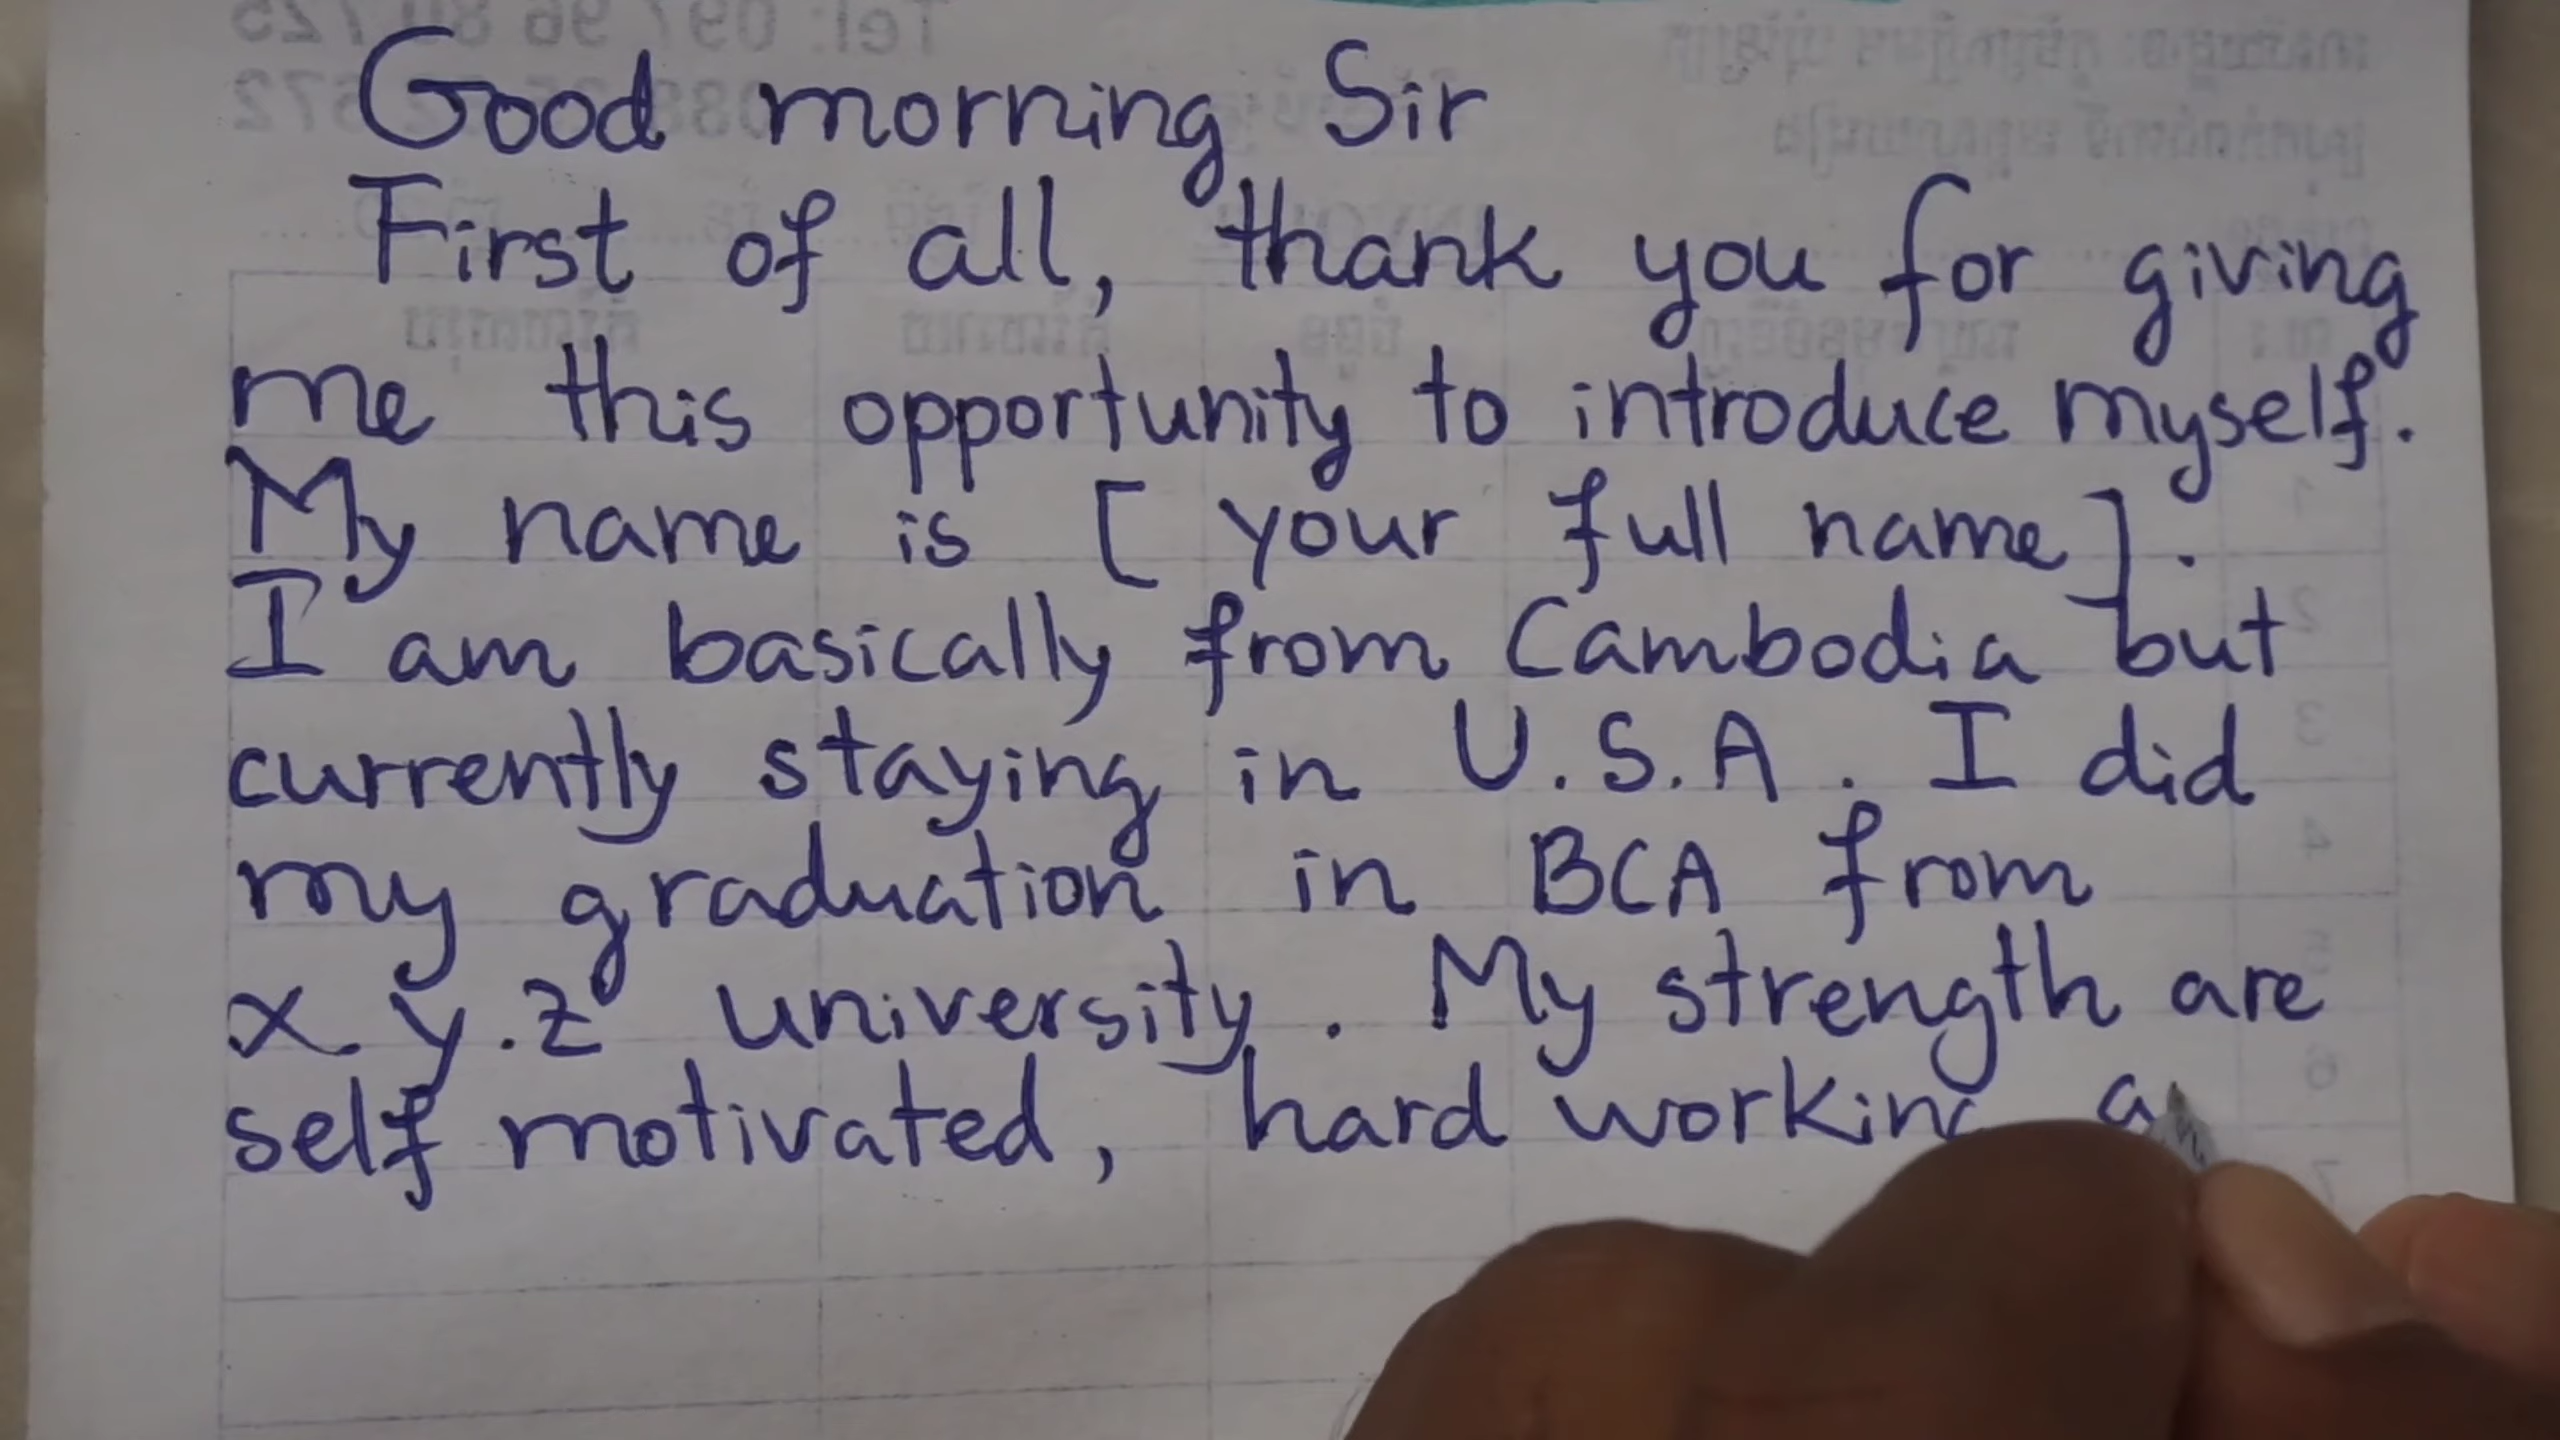 Good morning Sir
First of all, thank you for giving
me this opportunity to introduce myself.
My name is [ your full name ].
I am basically from Cambodia but
currently staying in U.S.A. I did
my graduation in BCA from
x.y.z university. My strength are
self motivated, hard working